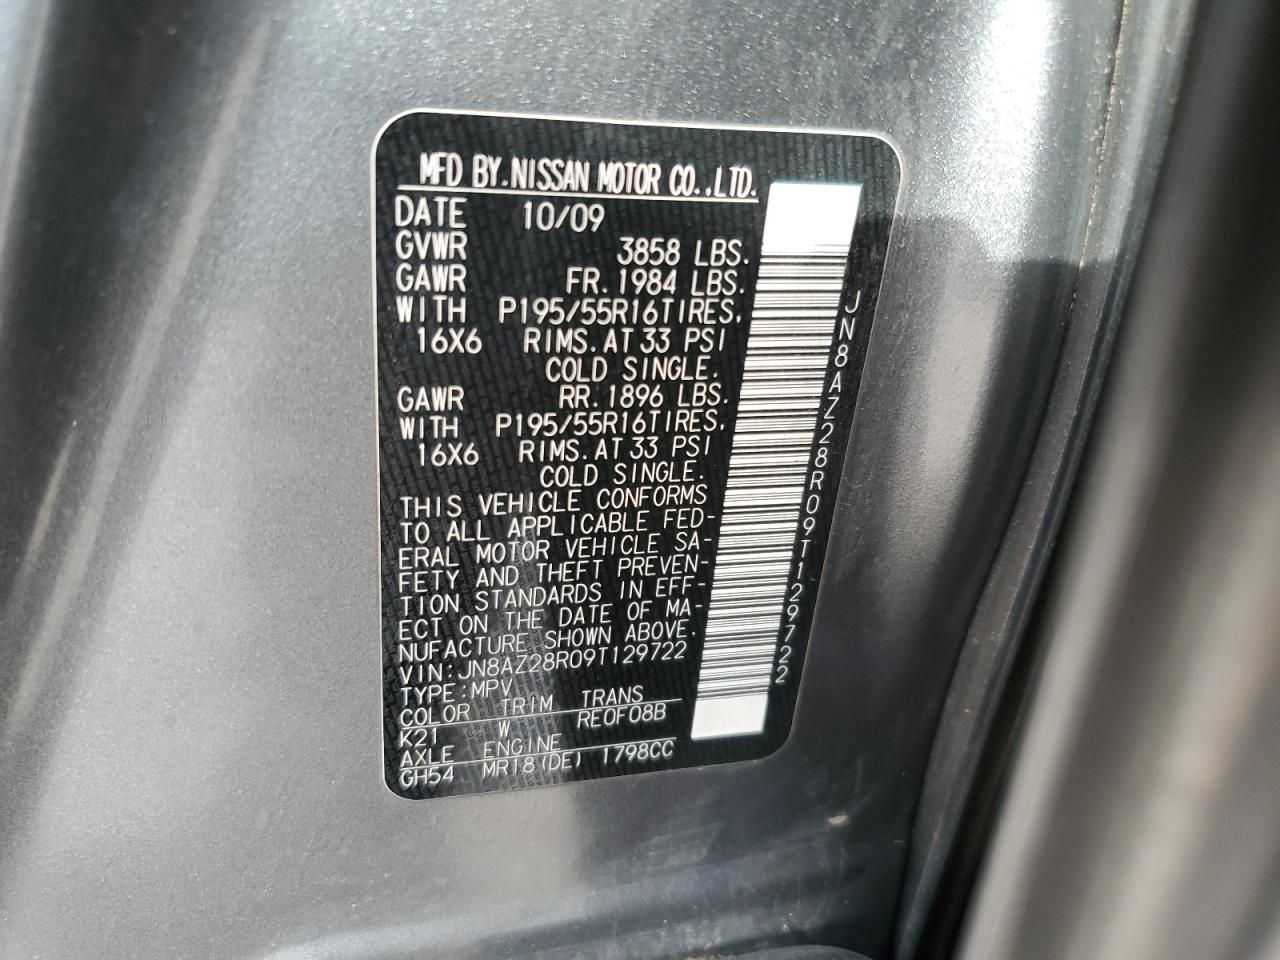 MFD BY.NISSAN MOTOR CO.,LTD.
DATE 10/09
GVWR 3858 LBS.
GAWR FR.1984 LBS.
WITH P195/55R16TIRES,
16X6 RIMS.AT 33 PSI
COLD SINGLE.
GAWR RR.1896 LBS.
WITH P195/55R16TIRES,
16X6 RIMS.AT 33 PSI
COLD SINGLE.
THIS VEHICLE CONFORMS
TO ALL APPLICABLE FED-
ERAL MOTOR VEHICLE SA-
FETY AND THEFT PREVEN-
TION STANDARDS IN EFF-
ECT ON THE DATE OF MA-
NUFACTURE SHOWN ABOVE.
VIN:JN8AZ28R09T129722
TYPE:MPV
COLOR TRIM TRANS
K21 W RE0F08B
AXLE ENGINE
GH54 MR18(DE) 1798CC
JN8AZ28R09T129722